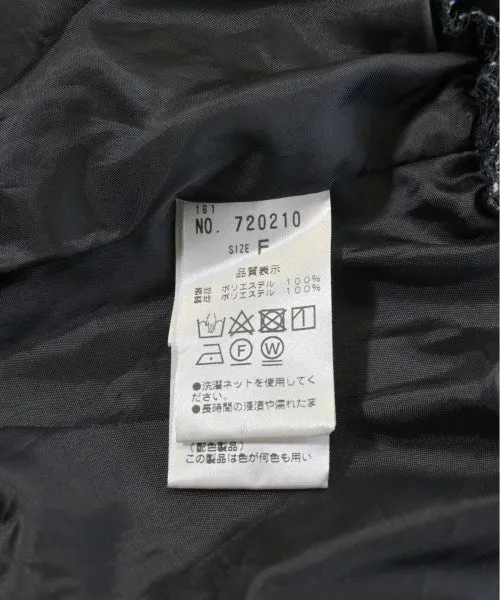 161
NO. 720210
SIZE F
品質表示
表地 ポリエステル 100%
裏地 ポリエステル 100%
F W
●洗濯ネットを使用してく
ださい。
●長時間の浸漬や濡れたま
(配色製品)
この製品は色が何色も用い